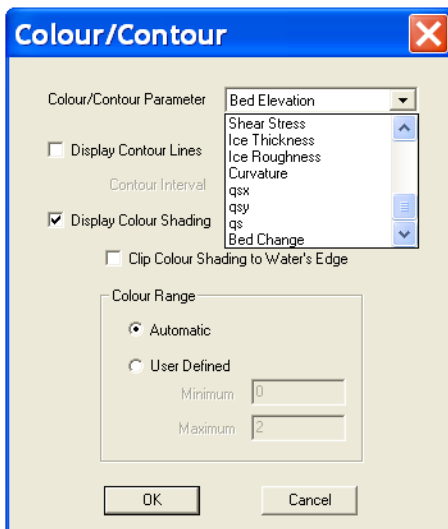 Colour/Contour
Colour/Contour Parameter Bed Elevation
Shear Stress
Ice Thickness
Ice Roughness
Curvature
qsx
qsy
qs
Bed Change
Display Contour Lines
Contour Interval
Display Colour Shading
Clip Colour Shading to Water's Edge
Colour Range
Automatic
User Defined
Minimum 0
Maximum 2
OK Cancel